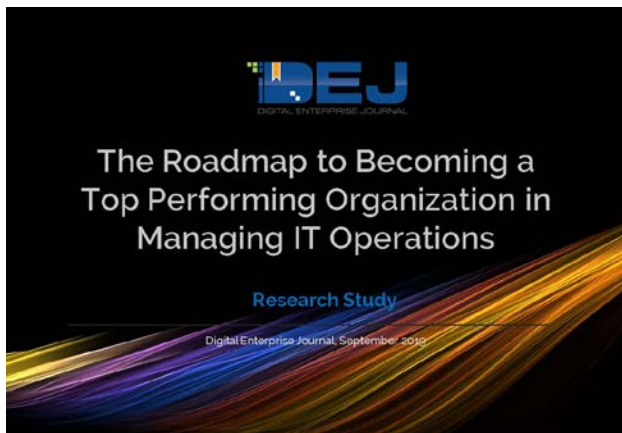 DEJ
DIGITAL ENTERPRISE JOURNAL
The Roadmap to Becoming a
Top Performing Organization in
Managing IT Operations
Research Study
Digital Enterprise Journal, September 2019